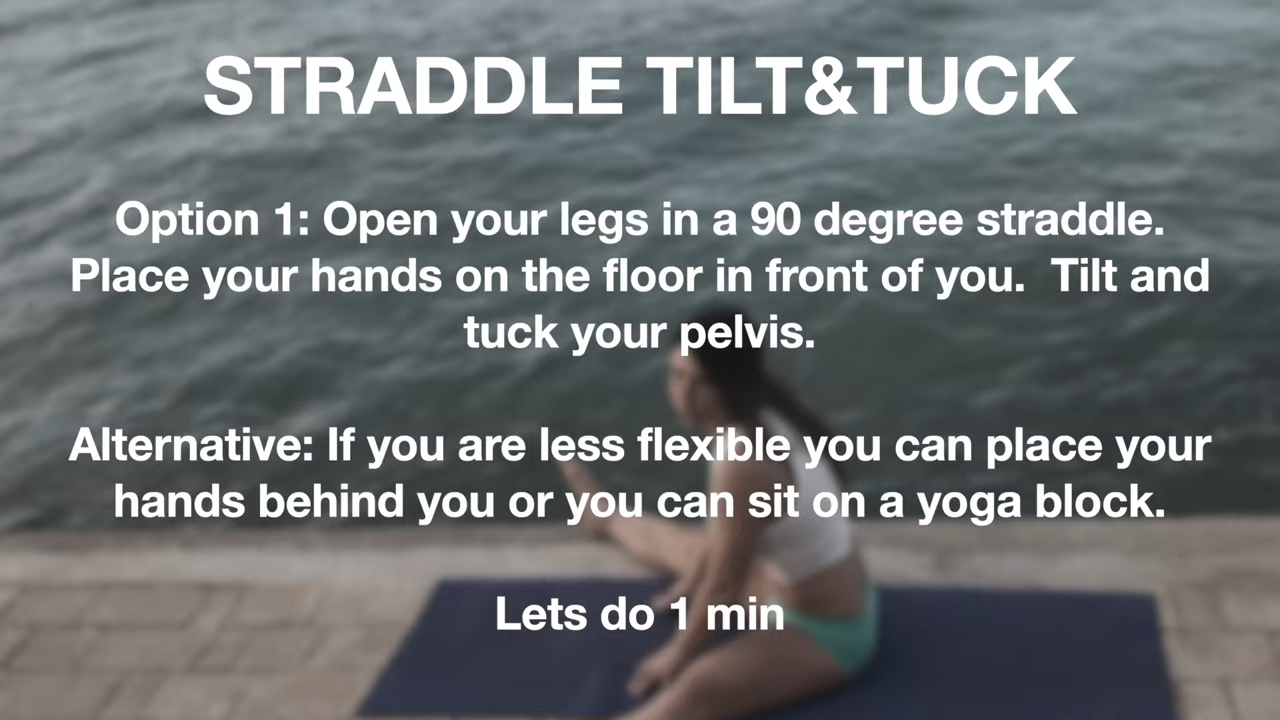 STRADDLE TILT&TUCK
Option 1: Open your legs in a 90 degree straddle.
Place your hands on the floor in front of you.  Tilt and
tuck your pelvis.
Alternative: If you are less flexible you can place your
hands behind you or you can sit on a yoga block.
Lets do 1 min